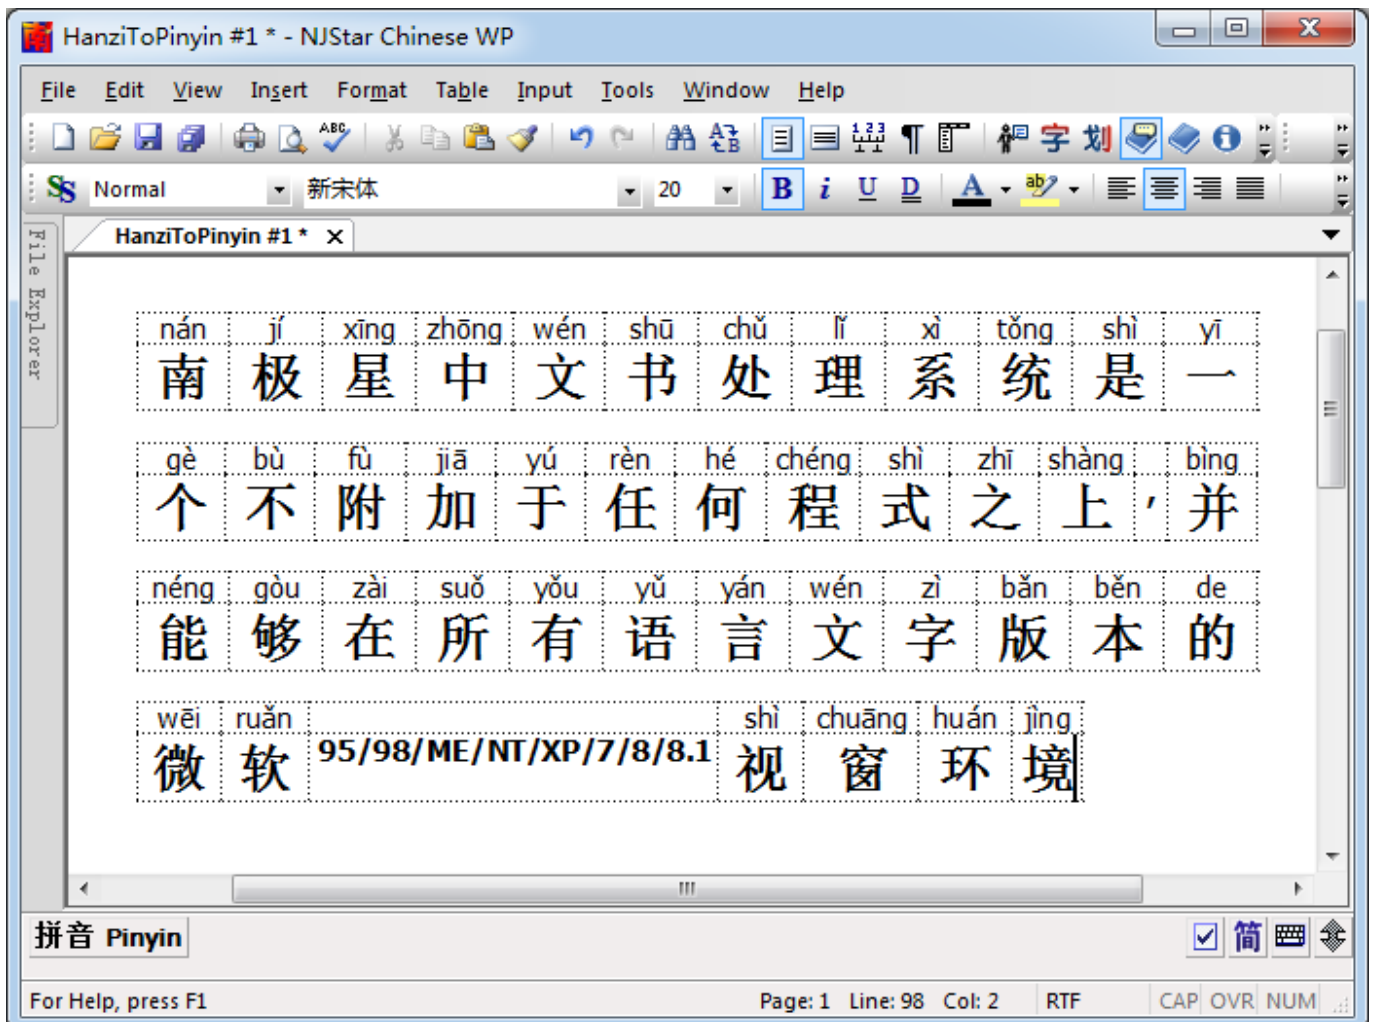 HanziToPinyin #1 * - NJStar Chinese WP
File Edit View Insert Format Table Input Tools Window Help
ABC A B 1 2 3 字 划
Normal 新宋体 20 B i U D A ab
HanziToPinyin #1 * X
File Explorer
nán jí xīng zhōng wén shū chǔ lǐ xì tǒng shì yī
南 极 星 中 文 书 处 理 系 统 是 一
gè bù fù jiā yú rèn hé chéng shì zhī shàng bìng
个 不 附 加 于 任 何 程 式 之 上 , 并
néng gòu zài suǒ yǒu yǔ yán wén zì bǎn běn de
能 够 在 所 有 语 言 文 字 版 本 的
wēi ruǎn shì chuāng huán jìng
微 软 95/98/ME/NT/XP/7/8/8.1 视 窗 环 境
拼音 Pinyin 简
For Help, press F1 Page: 1 Line: 98 Col: 2 RTF CAP OVR NUM